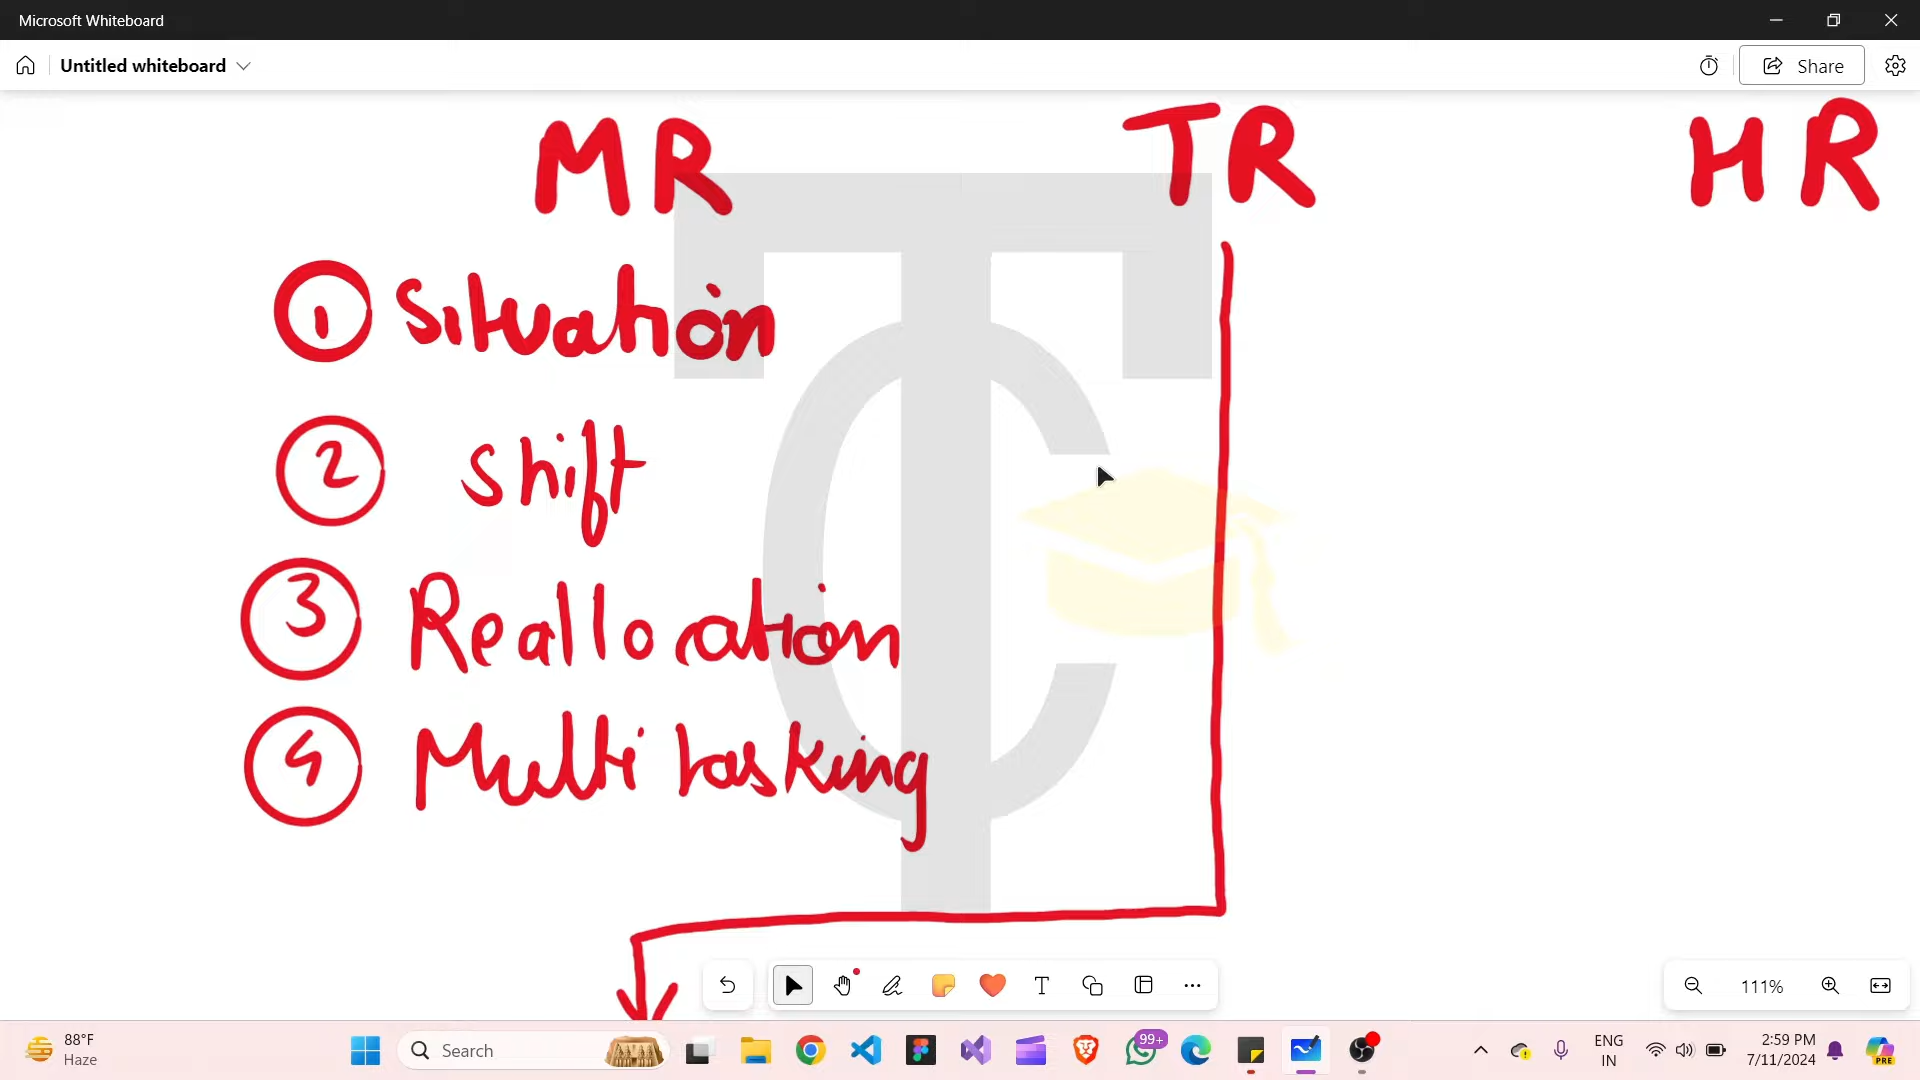 Microsoft Whiteboard
Untitled whiteboard
Share
MR TR HR
1 Situation
2 Shift
3 Reallocation
4 Multi tasking
111%
88°F
Haze
Search
99+
ENG
IN
2:59 PM
7/11/2024
PRE